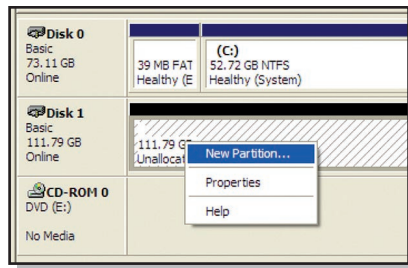 Disk 0
Basic
73.11 GB
Online
39 MB FAT
Healthy (E
(C:)
52.72 GB NTFS
Healthy (System)
Disk 1
Basic
111.79 GB
Online
111.79 G
Unallocat
New Partition...
Properties
Help
CD-ROM 0
DVD (E:)
No Media